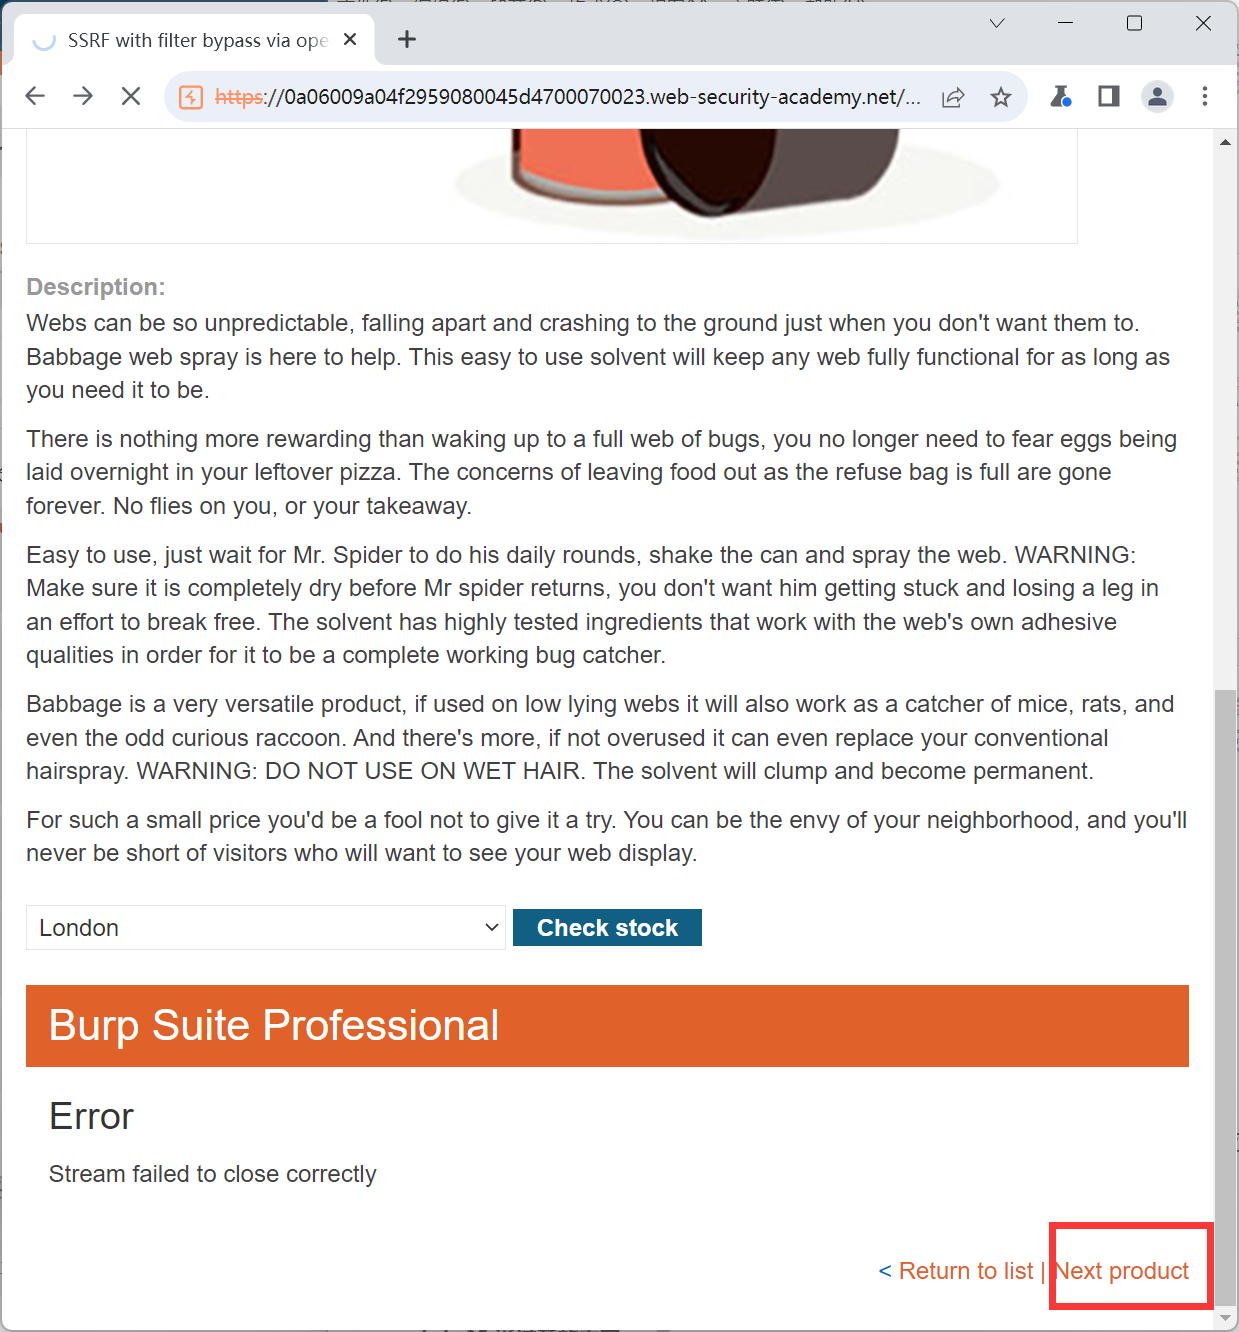 SSRF with filter bypass via ope
https://0a06009a04f2959080045d4700070023.web-security-academy.net/...
Description:
Webs can be so unpredictable, falling apart and crashing to the ground just when you don't want them to.
Babbage web spray is here to help. This easy to use solvent will keep any web fully functional for as long as
you need it to be.
There is nothing more rewarding than waking up to a full web of bugs, you no longer need to fear eggs being
laid overnight in your leftover pizza. The concerns of leaving food out as the refuse bag is full are gone
forever. No flies on you, or your takeaway.
Easy to use, just wait for Mr. Spider to do his daily rounds, shake the can and spray the web. WARNING:
Make sure it is completely dry before Mr spider returns, you don't want him getting stuck and losing a leg in
an effort to break free. The solvent has highly tested ingredients that work with the web's own adhesive
qualities in order for it to be a complete working bug catcher.
Babbage is a very versatile product, if used on low lying webs it will also work as a catcher of mice, rats, and
even the odd curious raccoon. And there's more, if not overused it can even replace your conventional
hairspray. WARNING: DO NOT USE ON WET HAIR. The solvent will clump and become permanent.
For such a small price you'd be a fool not to give it a try. You can be the envy of your neighborhood, and you'll
never be short of visitors who will want to see your web display.
London
Check stock
Burp Suite Professional
Error
Stream failed to close correctly
< Return to list | Next product